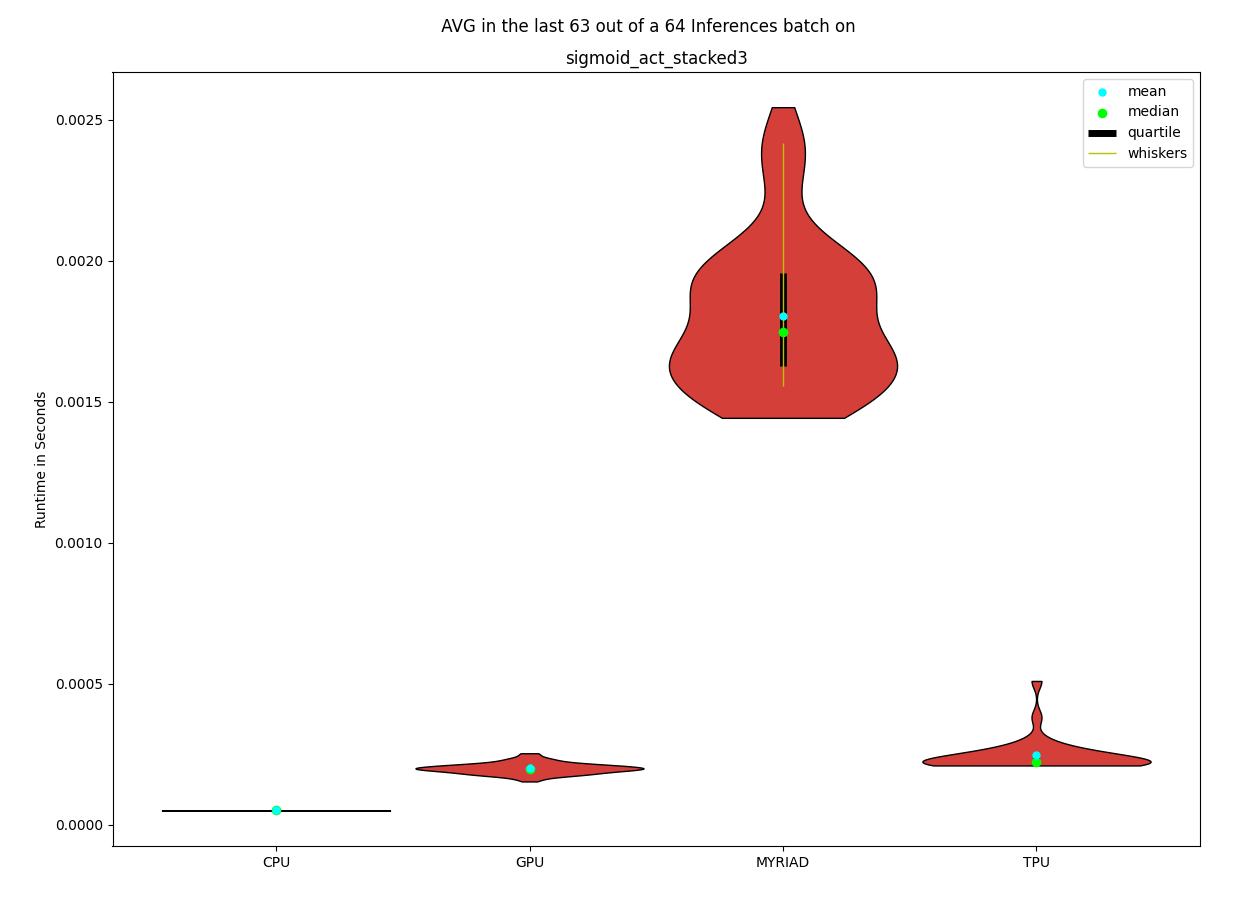 AVG in the last 63 out of a 64 Inferences batch on
sigmoid_act_stacked3
mean
median
quartile
whiskers
Runtime in Seconds
0.0025
0.0020
0.0015
0.0010
0.0005
0.0000
CPU
GPU
MYRIAD
TPU